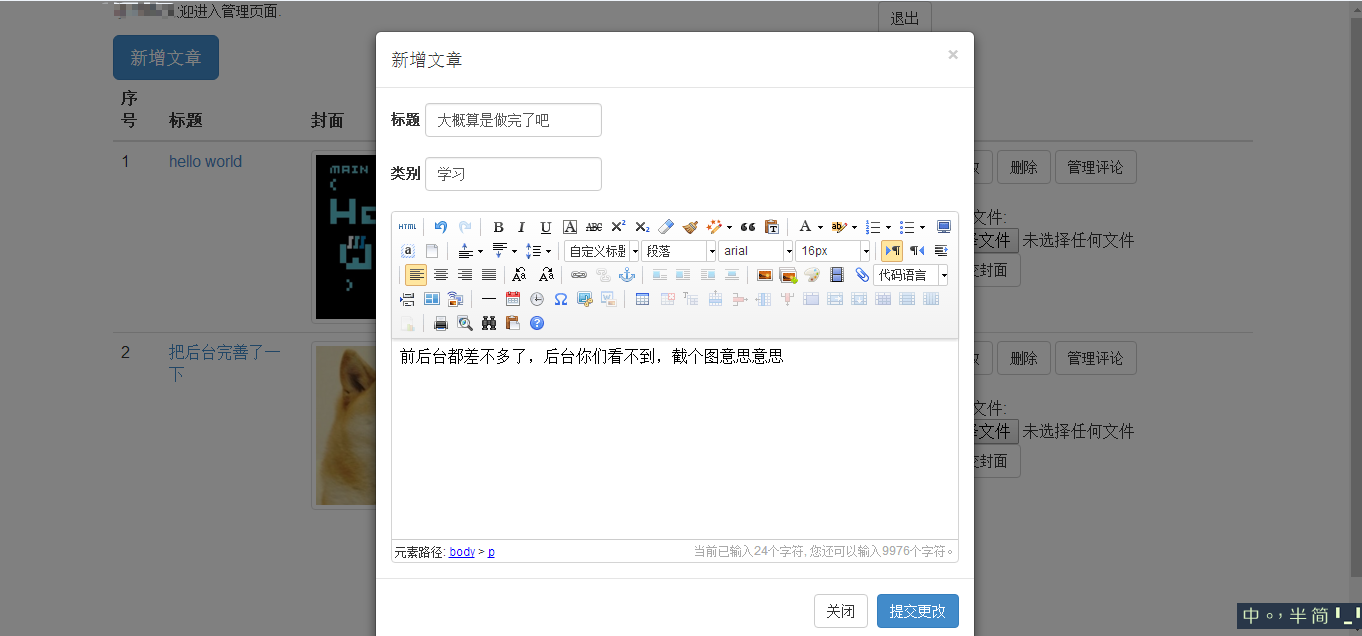 迎进入管理页面.
退出
新增文章
新增文章
×
序号
标题
封面
标题 大概算是做完了吧
类别 学习
1
hello world
MAIN
(
He
)
删除
管理评论
文件:
文件 未选择任何文件
封面
HTML
B I U A ABC X² X₂
A
ab
自定义标题
段落
arial
16px
代码语言
前后台都差不多了，后台你们看不到，截个图意思意思
2
把后台完善了一下
删除
管理评论
文件:
文件 未选择任何文件
封面
元素路径: body > p
当前已输入24个字符, 您还可以输入9976个字符。
关闭
提交更改
中 半 简